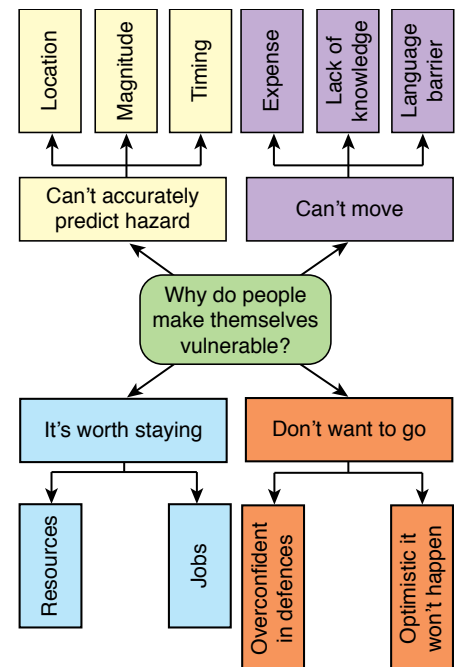 Location
Magnitude
Timing
Expense
Lack of
knowledge
Language
barrier
Can't accurately
predict hazard
Can't move
Why do people
make themselves
vulnerable?
It's worth staying
Don't want to go
Resources
Jobs
Overconfident
in defences
Optimistic it
won't happen